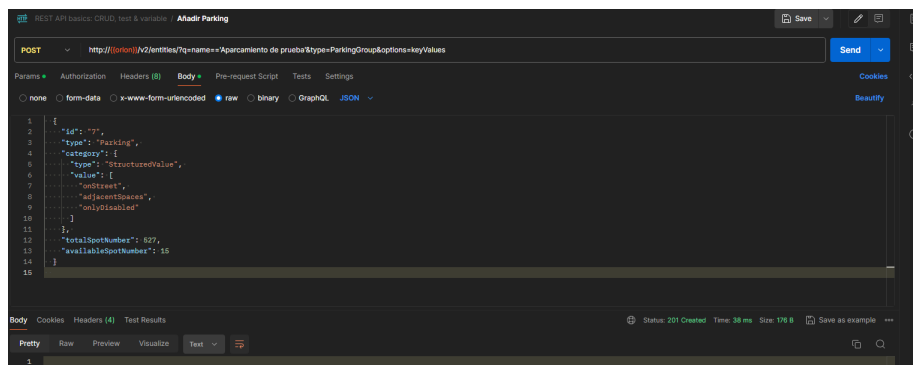 REST API basics: CRUD, test & variable / Añadir Parking
Save
POST http://{{orion}}/v2/entities/?q=name=='Aparcamiento de prueba'&type=ParkingGroup&options=keyValues Send
Params Authorization Headers (8) Body Pre-request Script Tests Settings Cookies
none form-data x-www-form-urlencoded raw binary GraphQL JSON Beautify
1 {
2 "id": "7",
3 "type": "Parking",
4 "category": {
5 "type": "StructuredValue",
6 "value": [
7 "onStreet",
8 "adjacentSpaces",
9 "onlyDisabled"
10 ]
11 },
12 "totalSpotNumber": 527,
13 "availableSpotNumber": 15
14 }
15
Body Cookies Headers (4) Test Results Status: 201 Created Time: 38 ms Size: 176 B Save as example
Pretty Raw Preview Visualize Text
1